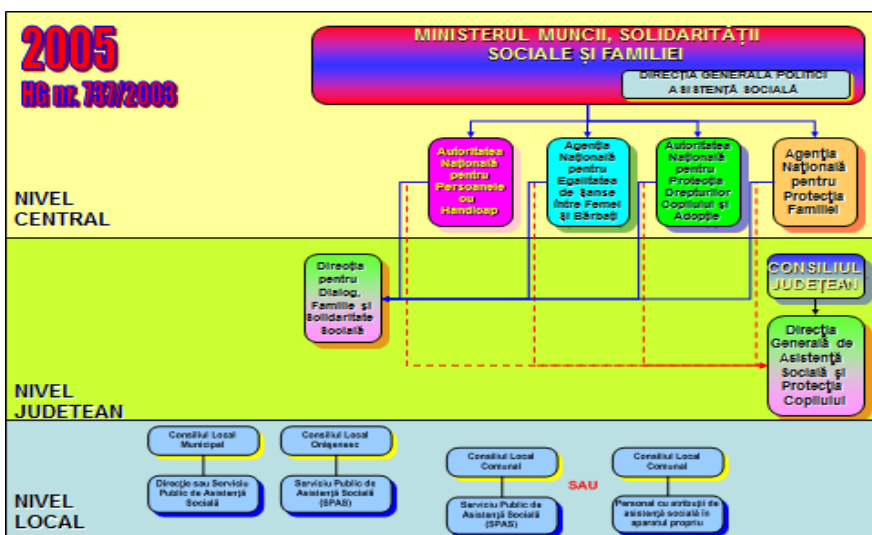 2005
HG nr. 737/2003
MINISTERUL MUNCII, SOLIDARITĂȚII
SOCIALE ȘI FAMILIEI
DIRECȚIA GENERALA POLITICI
ASISTENȚĂ SOCIALĂ
Autoritatea
Națională
pentru
Persoanele
cu
Handicap
Agenția
Națională
pentru
Egalitatea
de Șanse
între Femei
și Bărbați
Autoritatea
Națională
pentru
Protecția
Drepturilor
Copilului și
Adopție
Agenția
Națională
pentru
Protecția
Familiei
NIVEL
CENTRAL
Direcția
pentru
Dialog,
Familie și
Solidaritate
Socială
CONSILIUL
JUDEȚEAN
Direcția
Generală de
Asistență
Socială și
Protecția
Copilului
NIVEL
JUDETEAN
Consiliul Local
Municipal
Direcție sau Serviciu
Public de Asistență
Socială
Consiliul Local
Orășenesc
Serviciu Public de
Asistență Socială
(SPAS)
Consiliul Local
Comunal
Serviciu Public de
Asistență Socială
(SPAS)
SAU
Consiliul Local
Comunal
Personal cu atribuții de
asistență socială în
aparatul propriu
NIVEL
LOCAL